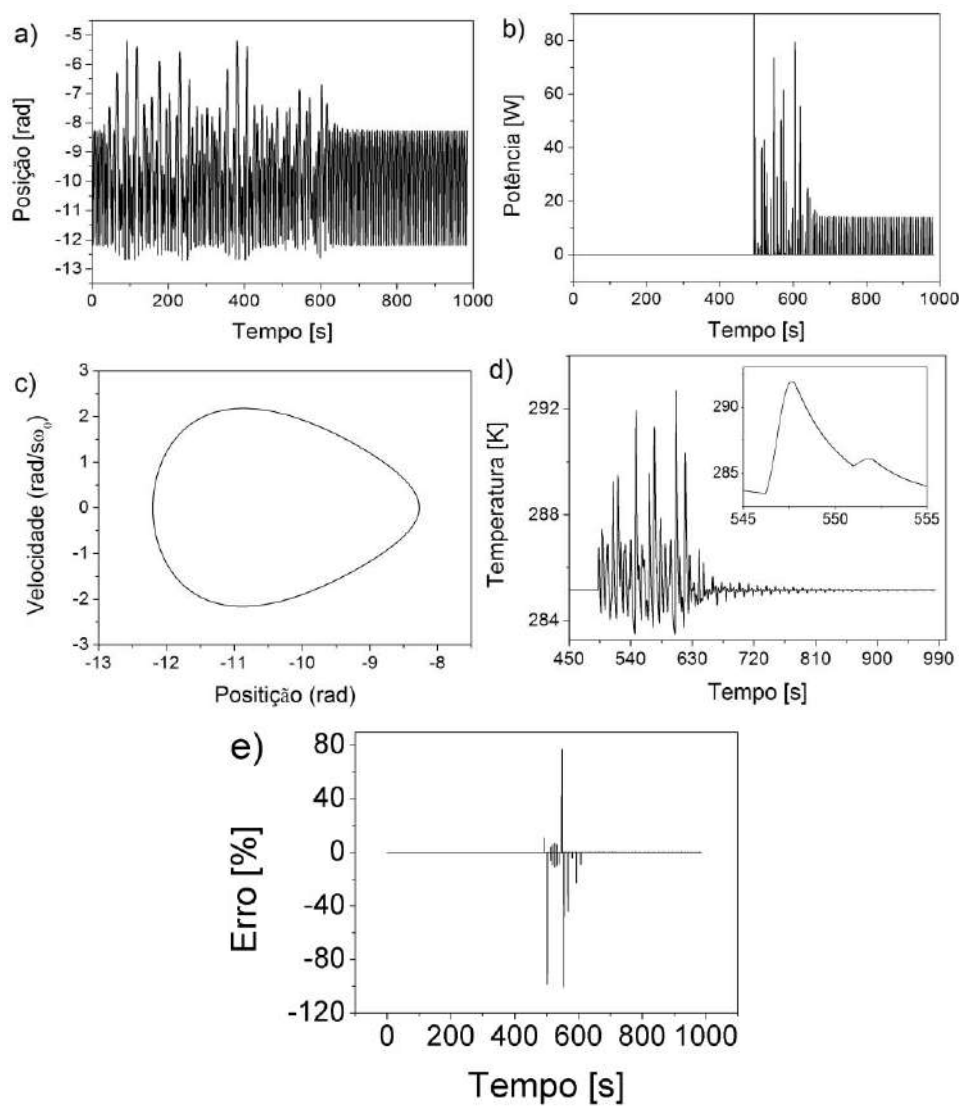 a)
-5
-6
-7
-8
-9
-10
-11
-12
-13
Posição [rad]
0 200 400 600 800 1000
Tempo [s]
b)
80
60
40
20
0
Potência [W]
0 200 400 600 800 1000
Tempo [s]
c)
3
2
1
0
-1
-2
-3
Velocidade (rad/sω₀)
-13 -12 -11 -10 -9 -8
Positição (rad)
d)
292
288
284
Temperatura [K]
290
285
545 550 555
450 540 630 720 810 900 990
Tempo [s]
e)
80
40
0
-40
-80
-120
Erro [%]
0 200 400 600 800 1000
Tempo [s]